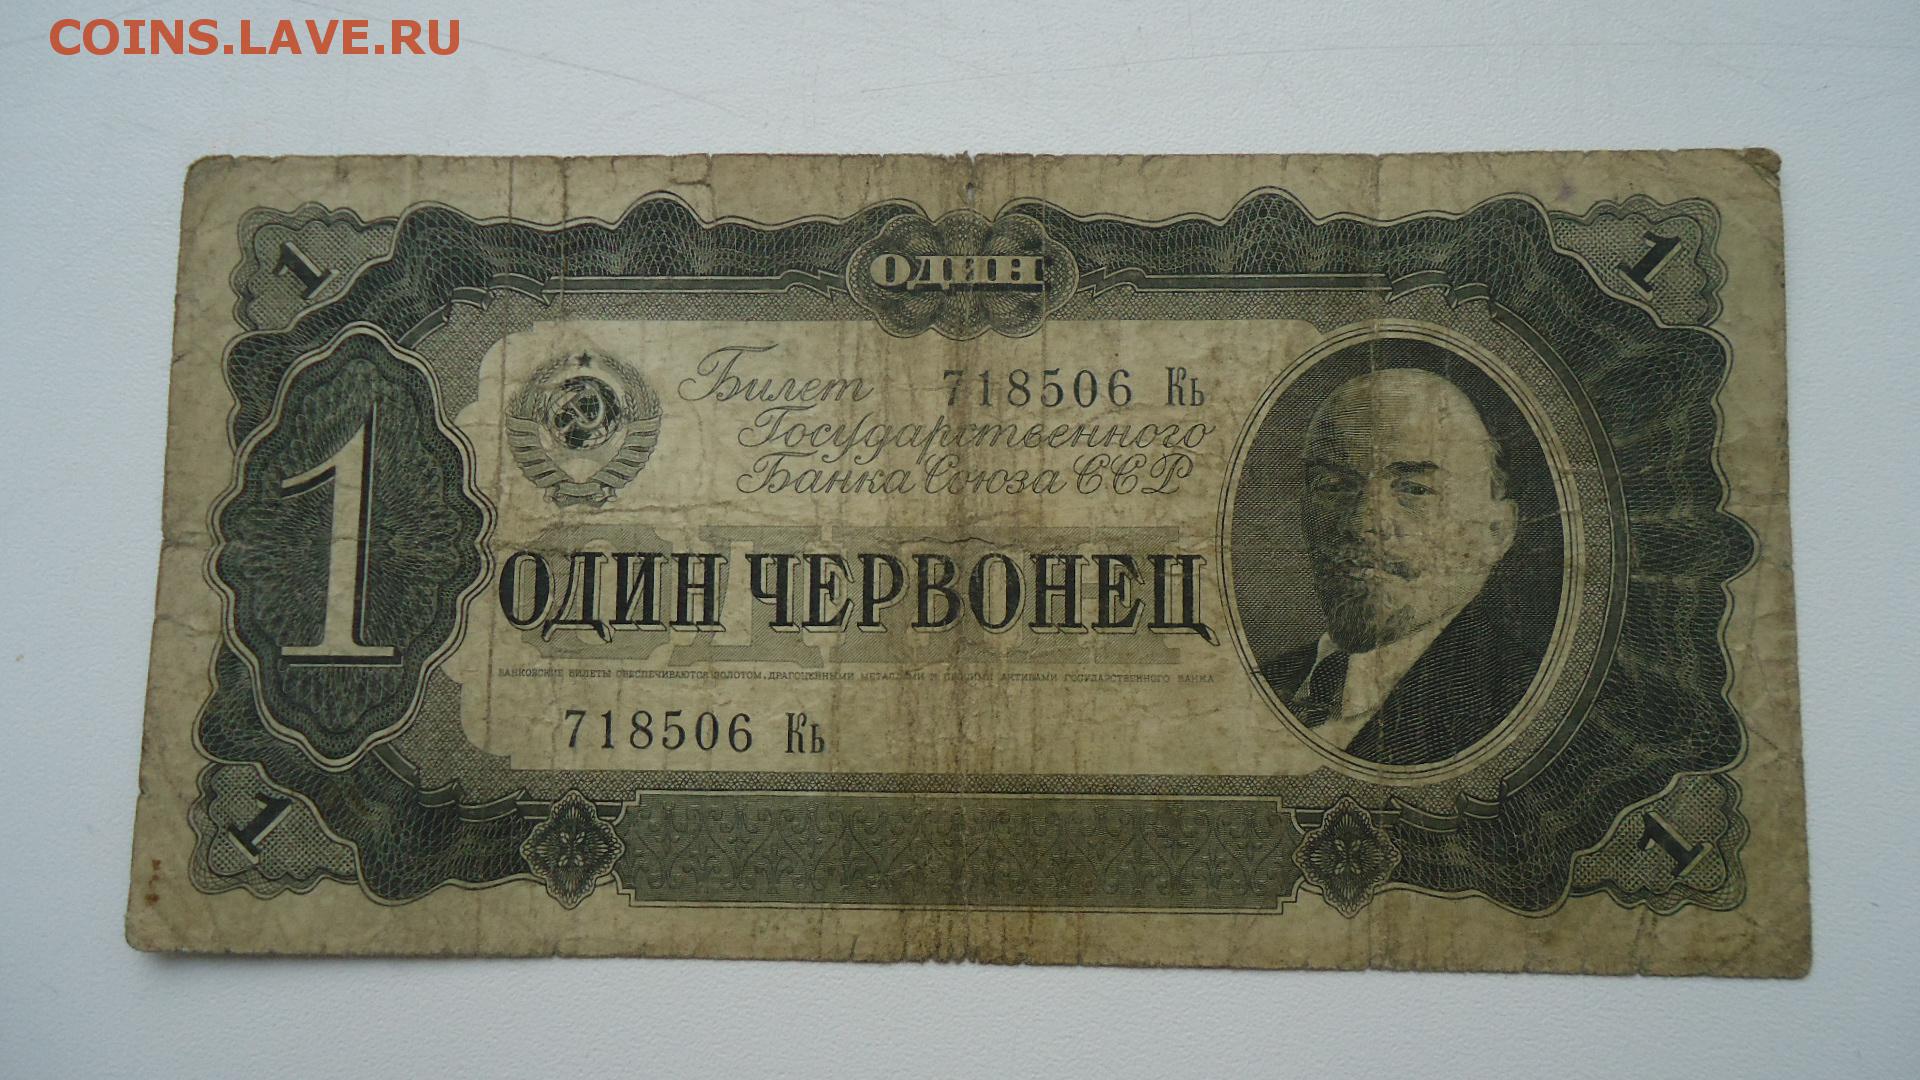 COINS.LAVE.RU
1 ОДИН 1
Билет 718506 Кь
Государственного
Банка Союза ССР
1
ОДИН
ОДИН ЧЕРВОНЕЦ
БАНКОВСКИЕ БИЛЕТЫ ОБЕСПЕЧИВАЮТСЯ ЗОЛОТОМ, ДРАГОЦЕННЫМИ МЕТАЛЛАМИ И ПРОЧИМИ АКТИВАМИ ГОСУДАРСТВЕННОГО БАНКА
718506 Кь
1 1